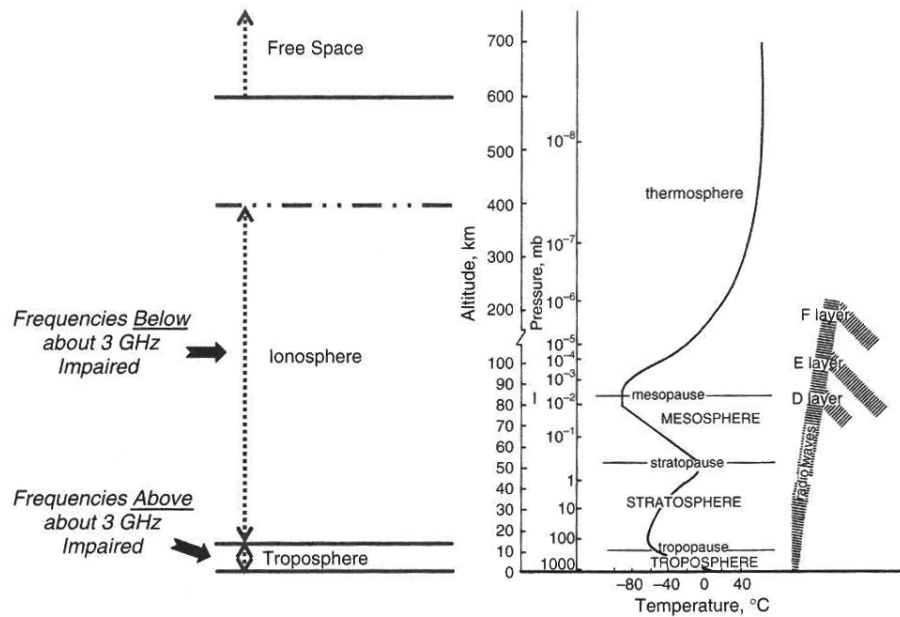 Free Space
Frequencies Below
about 3 GHz
Impaired
Ionosphere
Frequencies Above
about 3 GHz
Impaired
Troposphere
Altitude, km
700
600
500
400
300
200
100
90
80
70
60
50
40
30
20
10
0
Pressure, mb
10⁻⁸
10⁻⁷
10⁻⁶
10⁻⁵
10⁻⁴
10⁻³
10⁻²
10⁻¹
1
10
100
1000
thermosphere
mesopause
MESOSPHERE
stratopause
STRATOSPHERE
tropopause
TROPOSPHERE
−80 −40 0 40
Temperature, °C
F layer
E layer
D layer
radio waves